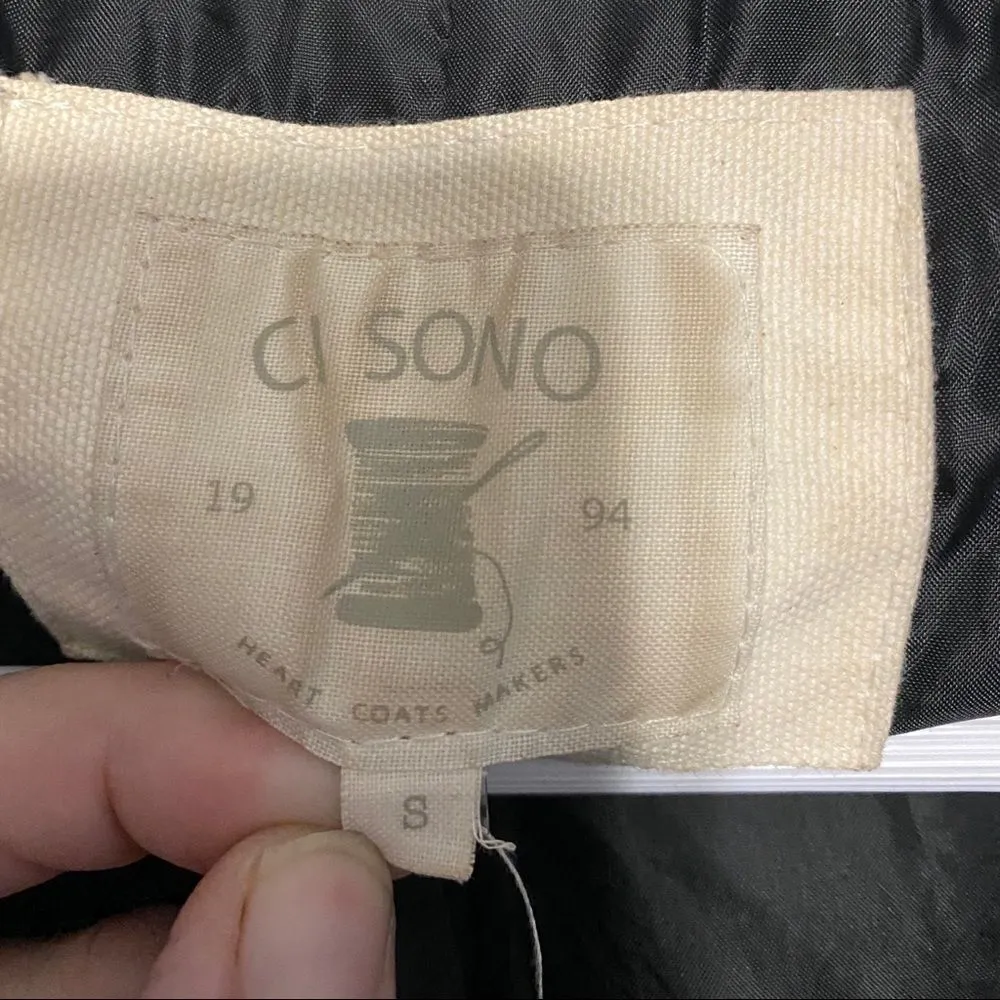 CI SONO
19 94
HEART COATS MAKERS
S